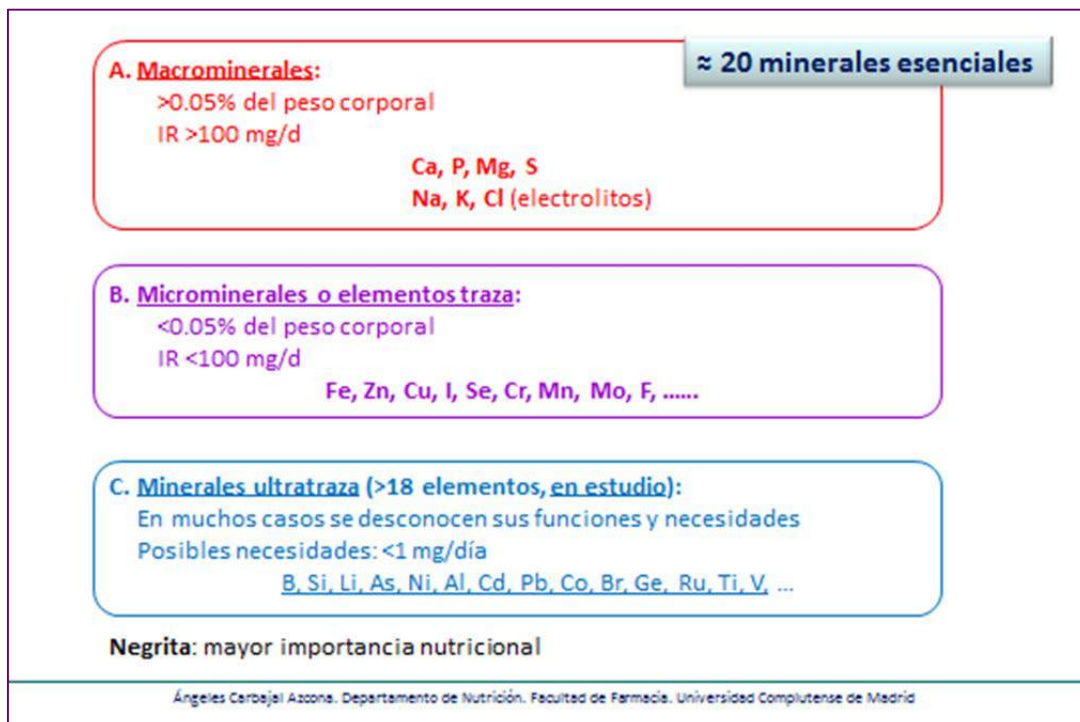 ≈ 20 minerales esenciales
A. Macrominerales:
>0.05% del peso corporal
IR >100 mg/d
Ca, P, Mg, S
Na, K, Cl (electrolitos)
B. Microminerales o elementos traza:
<0.05% del peso corporal
IR <100 mg/d
Fe, Zn, Cu, I, Se, Cr, Mn, Mo, F, ......
C. Minerales ultratraza (>18 elementos, en estudio):
En muchos casos se desconocen sus funciones y necesidades
Posibles necesidades: <1 mg/día
B, Si, Li, As, Ni, Al, Cd, Pb, Co, Br, Ge, Ru, Ti, V, ...
Negrita: mayor importancia nutricional
Ángeles Carbajal Azcona. Departamento de Nutrición. Facultad de Farmacia. Universidad Complutense de Madrid